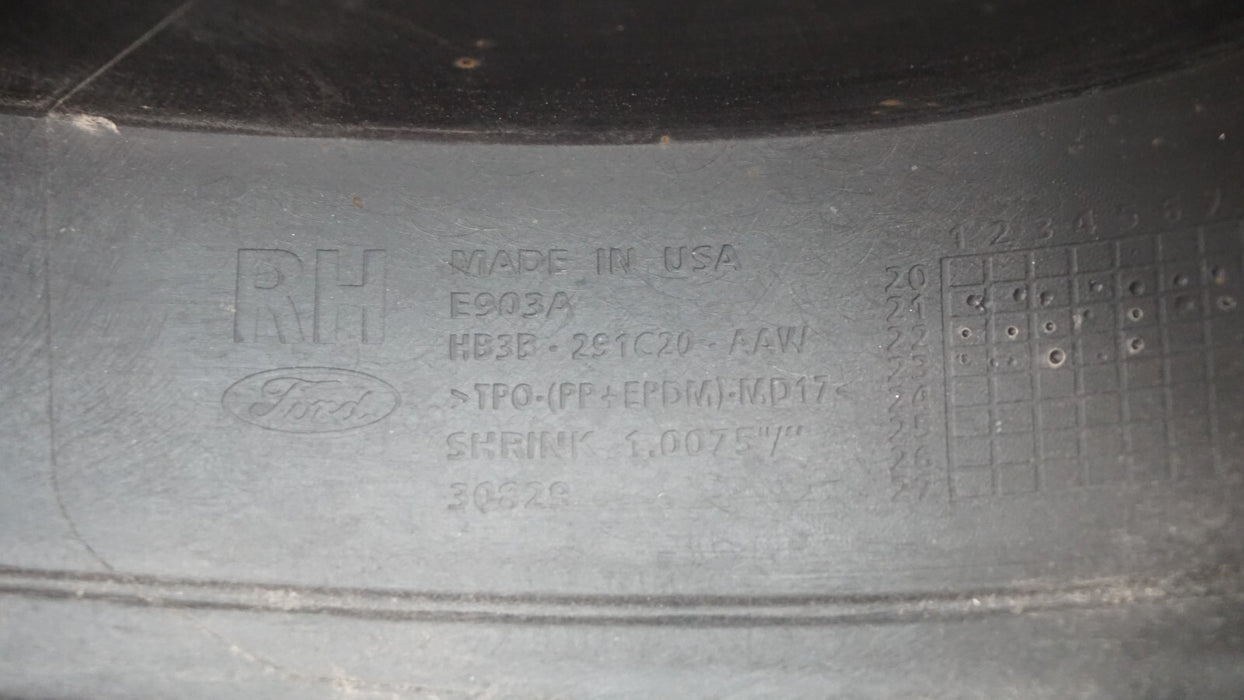 RH
Ford
MADE IN USA
E903A
HB3B - 291C20 - AAW
>TPO-(PP+EPDM)-MD17<
SHRINK 1.0075"/"
30829
1 2 3 4 5 6 7
20
21
22
23
24
25
26
27